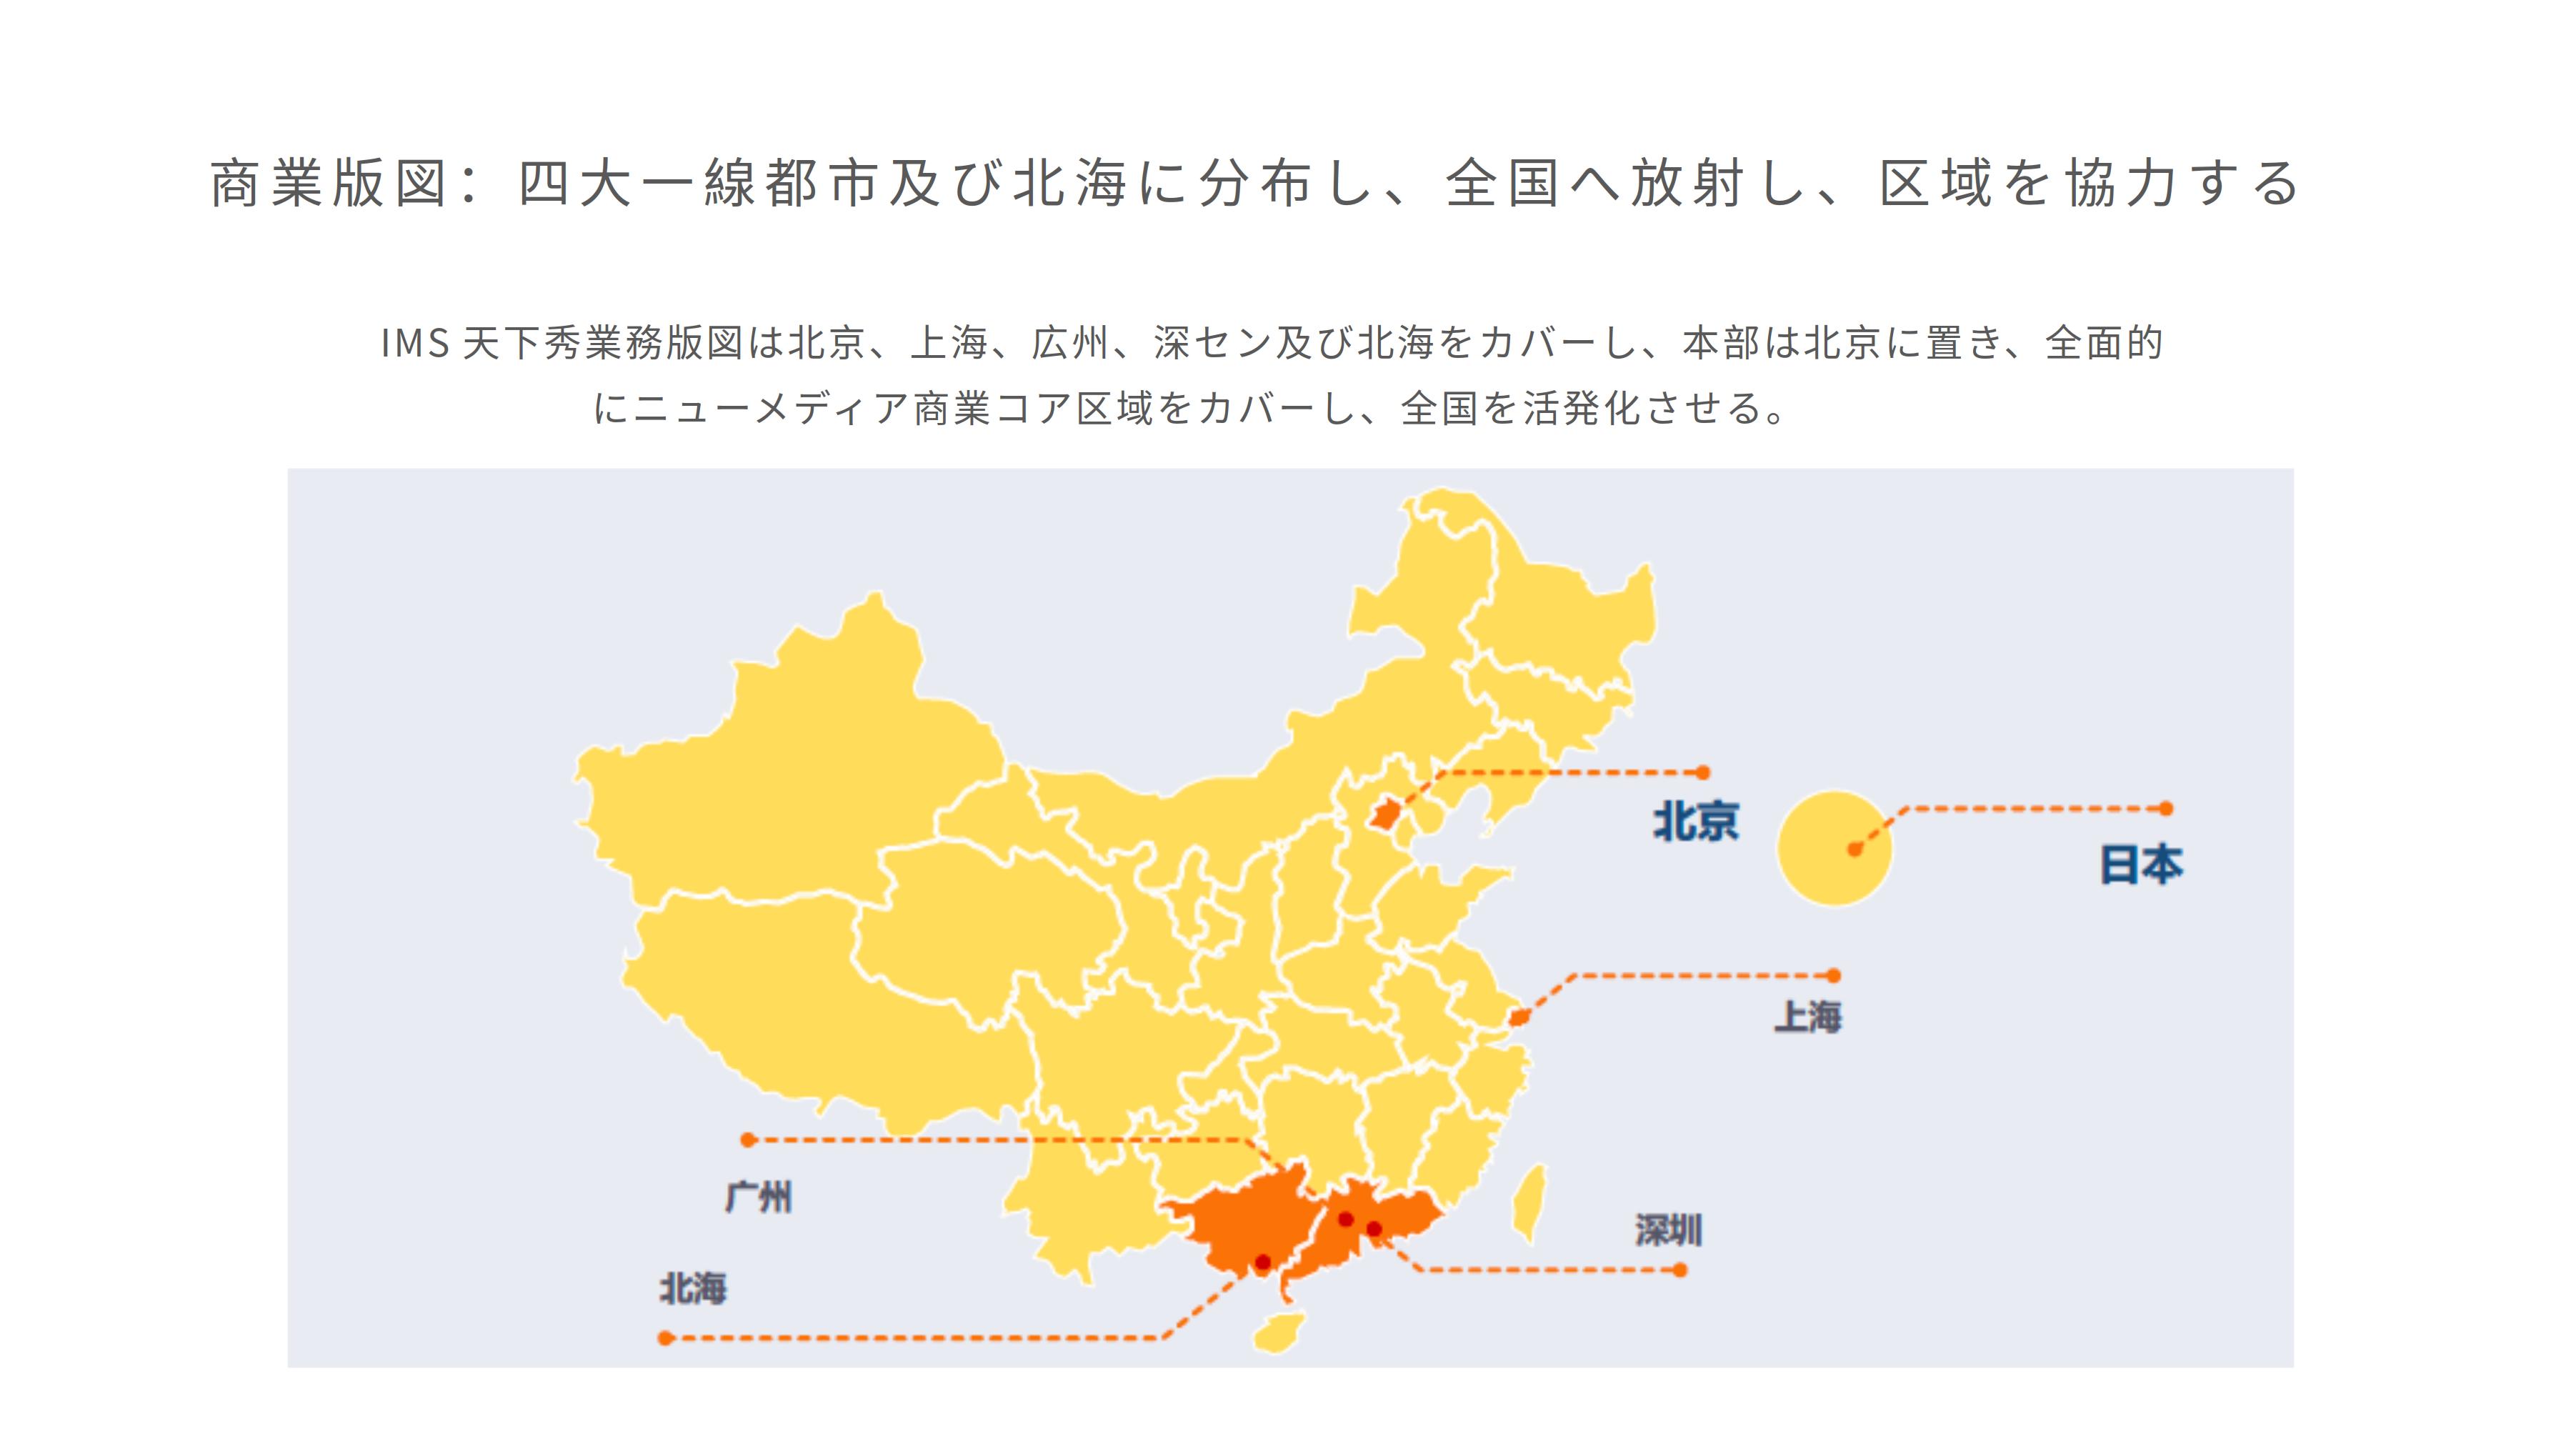 商業版図：四大一線都市及び北海に分布し、全国へ放射し、区域を協力する
IMS 天下秀業務版図は北京、上海、広州、深セン及び北海をカバーし、本部は北京に置き、全面的
にニューメディア商業コア区域をカバーし、全国を活発化させる。
北京
日本
上海
广州
深圳
北海